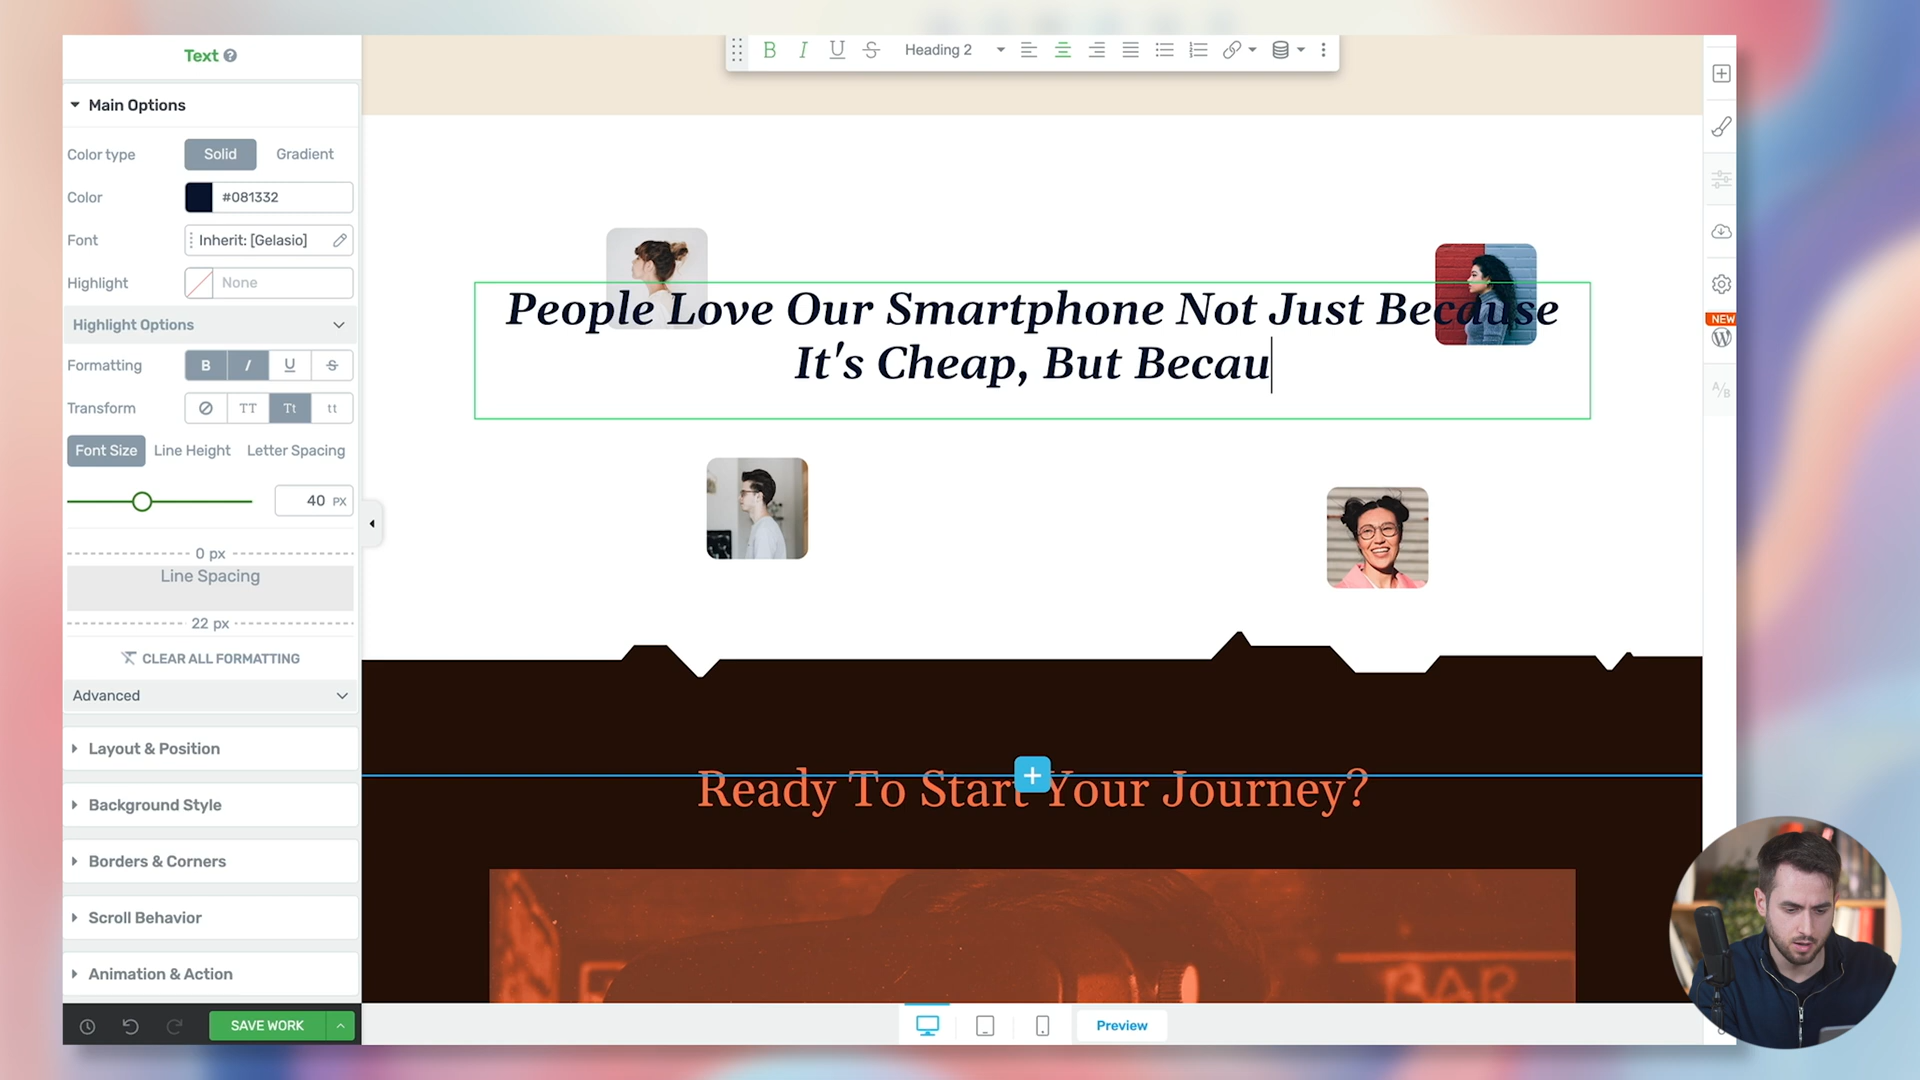 Text
Main Options
Color type Solid Gradient
Color #081332
Font Inherit: [Gelasio]
Highlight None
Highlight Options
Formatting B I U S
Transform TT Tt tt
Font Size Line Height Letter Spacing
40 PX
0 px
Line Spacing
22 px
CLEAR ALL FORMATTING
Advanced
Layout & Position
Background Style
Borders & Corners
Scroll Behavior
Animation & Action
SAVE WORK
B I U S Heading 2
People Love Our Smartphone Not Just Because
It's Cheap, But Becau
Ready To Start Your Journey?
BAR
Preview
NEW
A/B